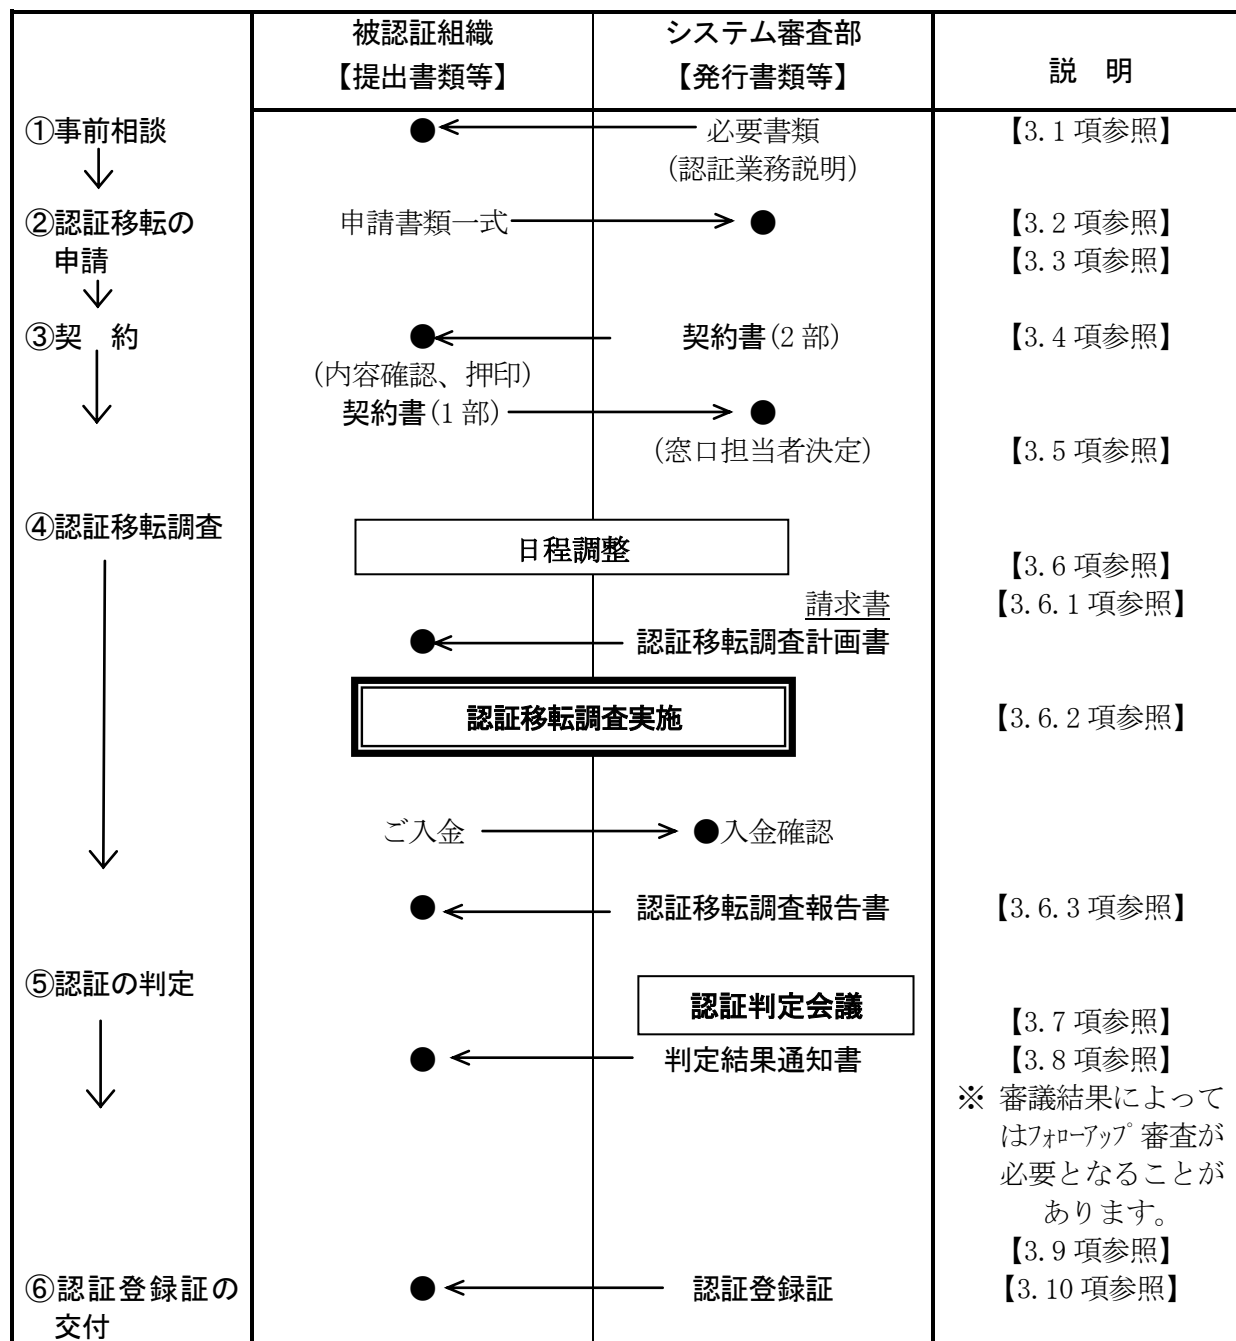 被認証組織 システム審査部
【提出書類等】 【発行書類等】 説 明
①事前相談 ● 必要書類 【3.1 項参照】
(認証業務説明)
②認証移転の 申請書類一式 ● 【3.2 項参照】
申請 【3.3 項参照】
③契 約 ● 契約書(2 部) 【3.4 項参照】
(内容確認、押印)
契約書(1 部) ●
(窓口担当者決定) 【3.5 項参照】
④認証移転調査
日程調整
【3.6 項参照】
請求書 【3.6.1 項参照】
● 認証移転調査計画書
認証移転調査実施 【3.6.2 項参照】
ご入金 ●入金確認
● 認証移転調査報告書 【3.6.3 項参照】
⑤認証の判定
認証判定会議
【3.7 項参照】
● 判定結果通知書 【3.8 項参照】
※ 審議結果によって
はフォローアップ審査が
必要となることが
あります。
【3.9 項参照】
⑥認証登録証の ● 認証登録証 【3.10 項参照】
交付